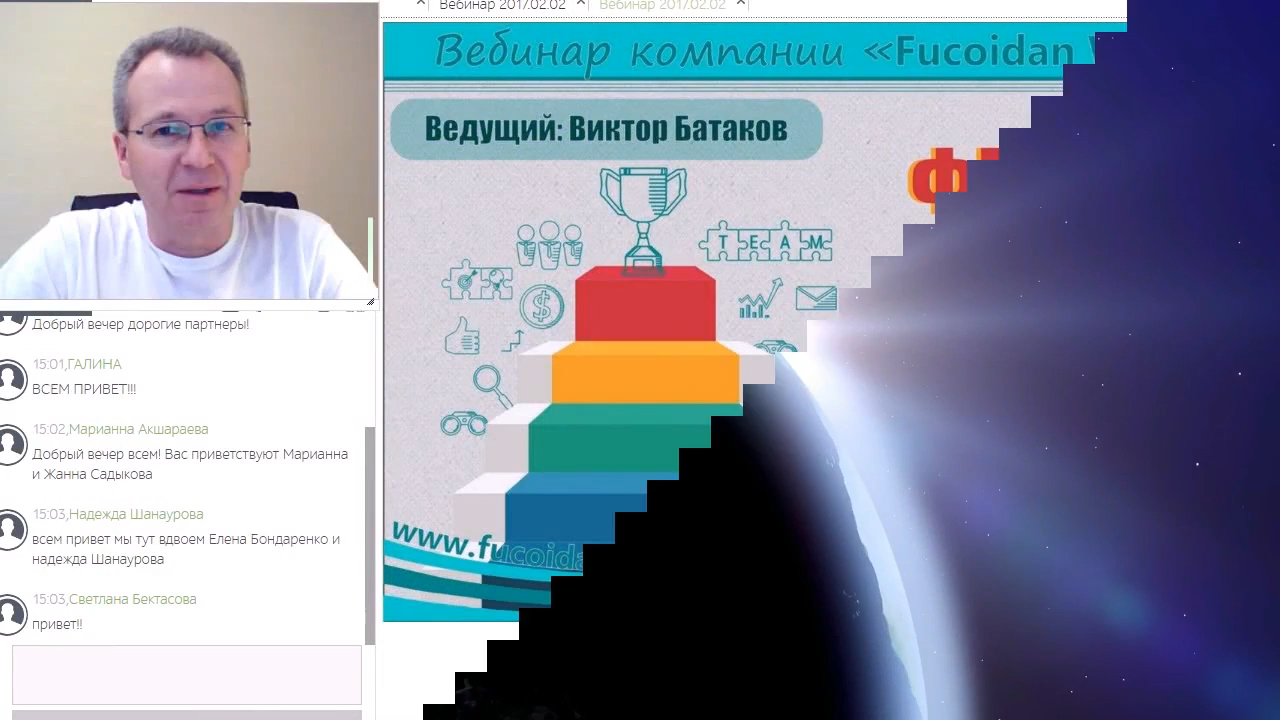 Вебинар 2017.02.02
Вебинар 2017.02.02
Вебинар компании «Fucoidan
Ведущий: Виктор Батаков
TEAM
www.fucoida
Добрый вечер дорогие партнеры!
15:01,ГАЛИНА
ВСЕМ ПРИВЕТ!!!
15:02,Марианна Акшараева
Добрый вечер всем! Вас приветствуют Марианна
и Жанна Садыкова
15:03,Надежда Шанаурова
всем привет мы тут вдвоем Елена Бондаренко и
надежда Шанаурова
15:03,Светлана Бектасова
привет!!